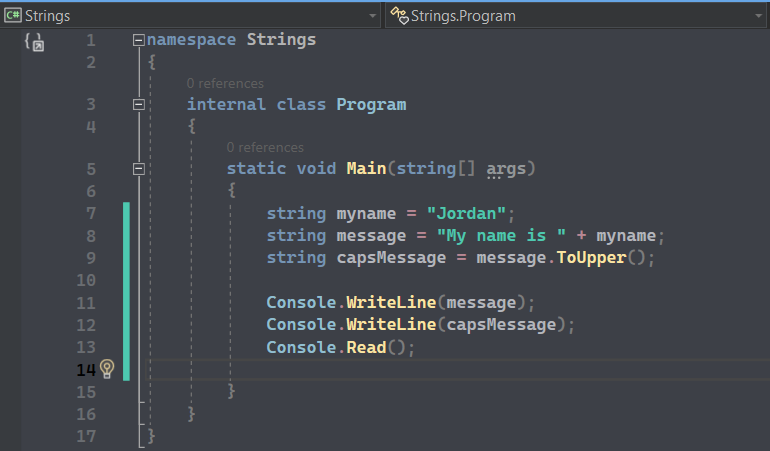 C# Strings Strings.Program
1 namespace Strings
2 {
0 references
3 internal class Program
4 {
0 references
5 static void Main(string[] args)
6 {
7 string myname = "Jordan";
8 string message = "My name is " + myname;
9 string capsMessage = message.ToUpper();
10
11 Console.WriteLine(message);
12 Console.WriteLine(capsMessage);
13 Console.Read();
14
15 }
16 }
17 }